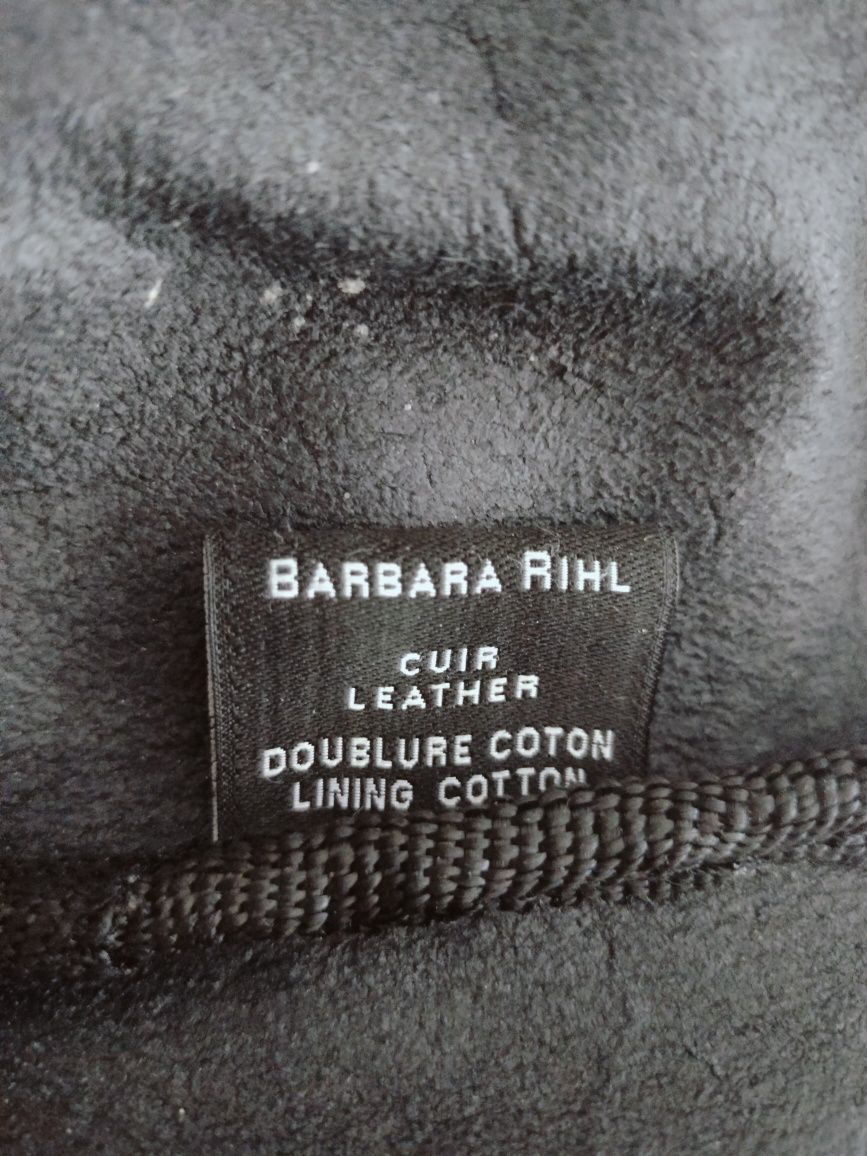 BARBARA RIHL
CUIR
LEATHER
DOUBLURE COTON
LINING COTTON